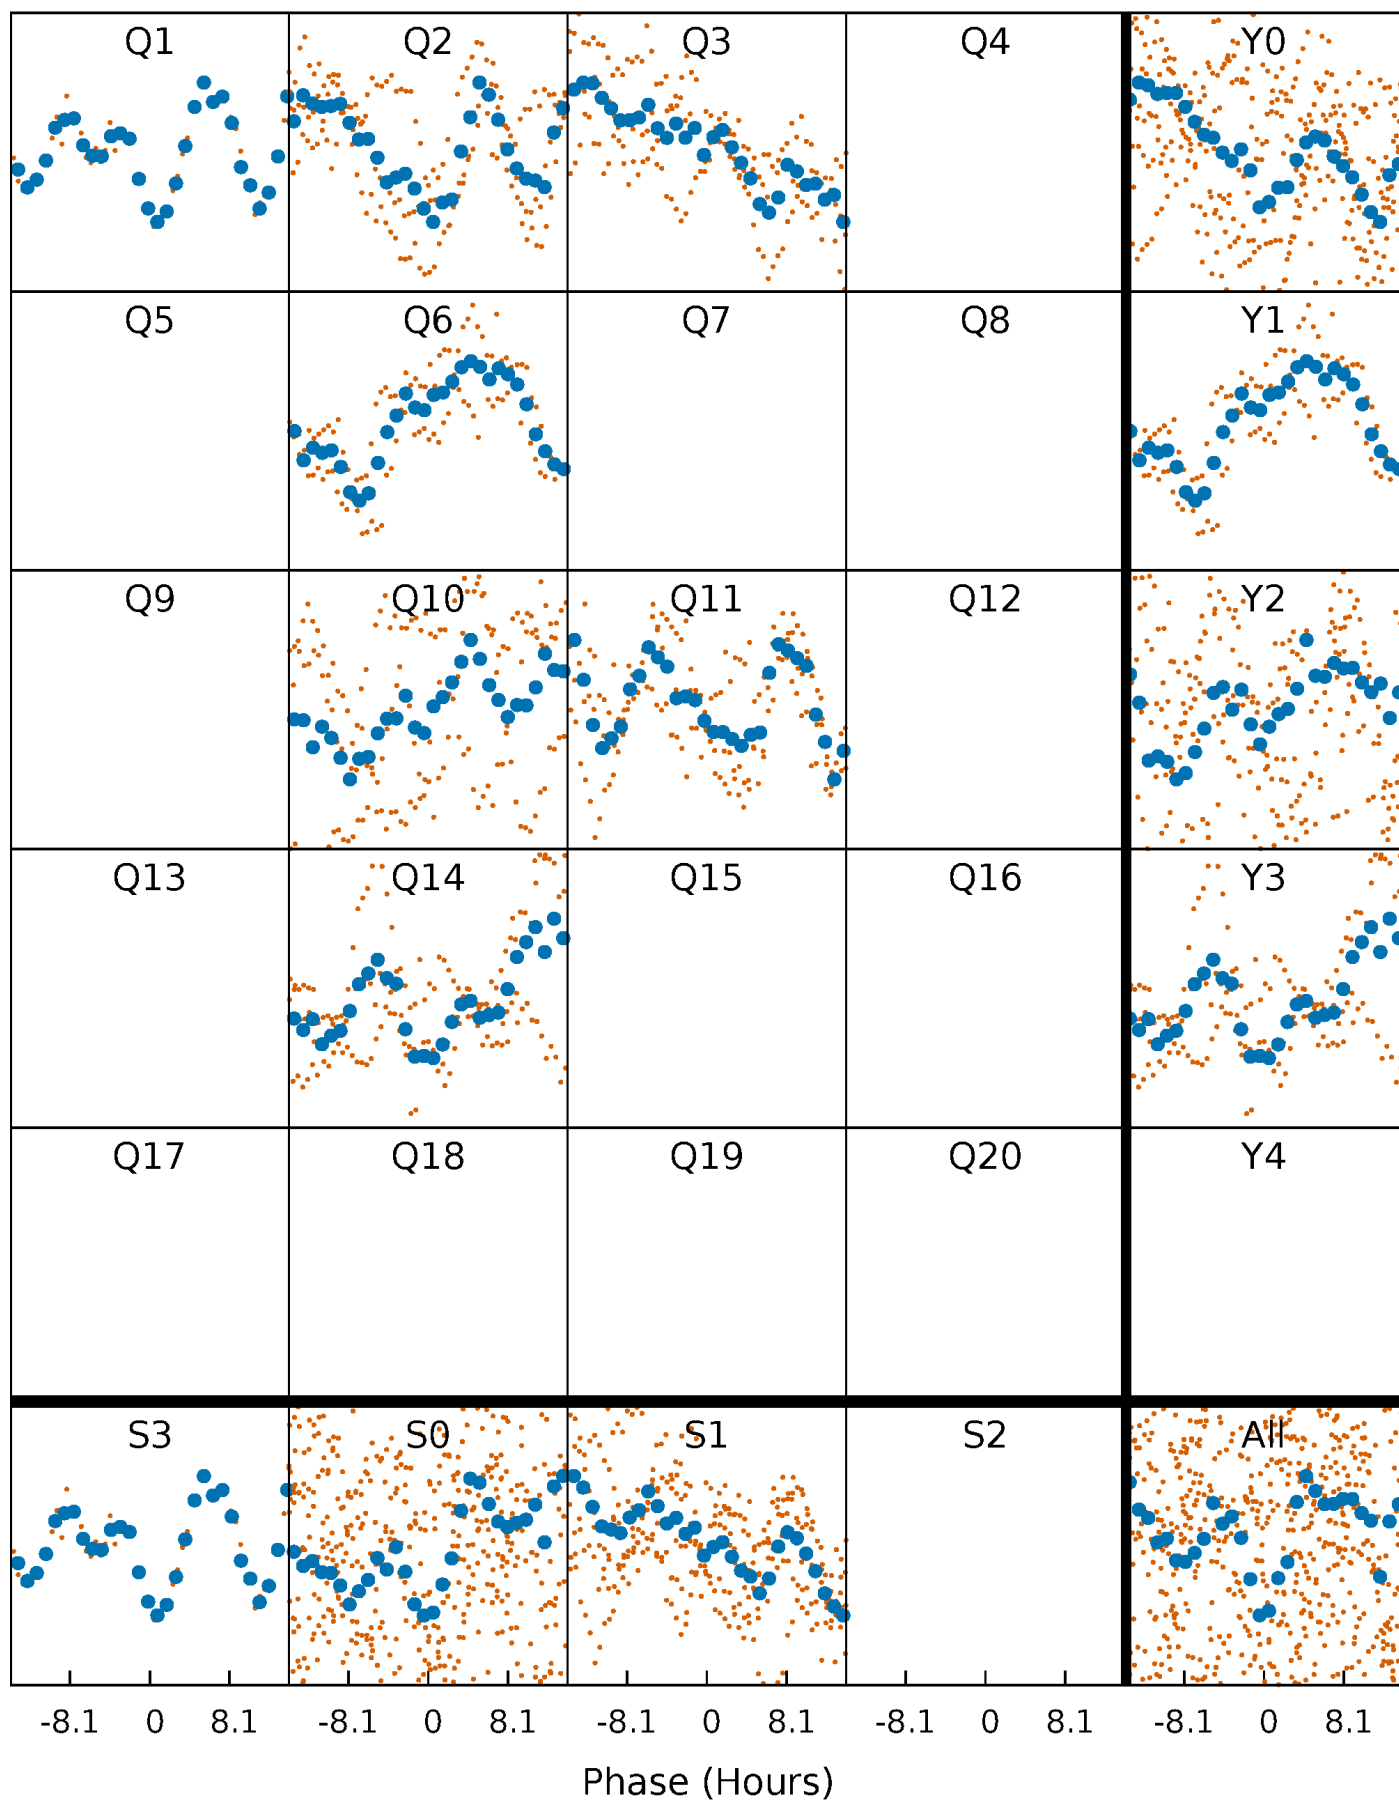 Q1 Q2 Q3 Q4 Y0
Q5 Q6 Q7 Q8 Y1
Q9 Q10 Q11 Q12 Y2
Q13 Q14 Q15 Q16 Y3
Q17 Q18 Q19 Q20 Y4
S3 S0 S1 S2 All
-8.1 0 8.1 -8.1 0 8.1 -8.1 0 8.1 -8.1 0 8.1 -8.1 0 8.1
Phase (Hours)